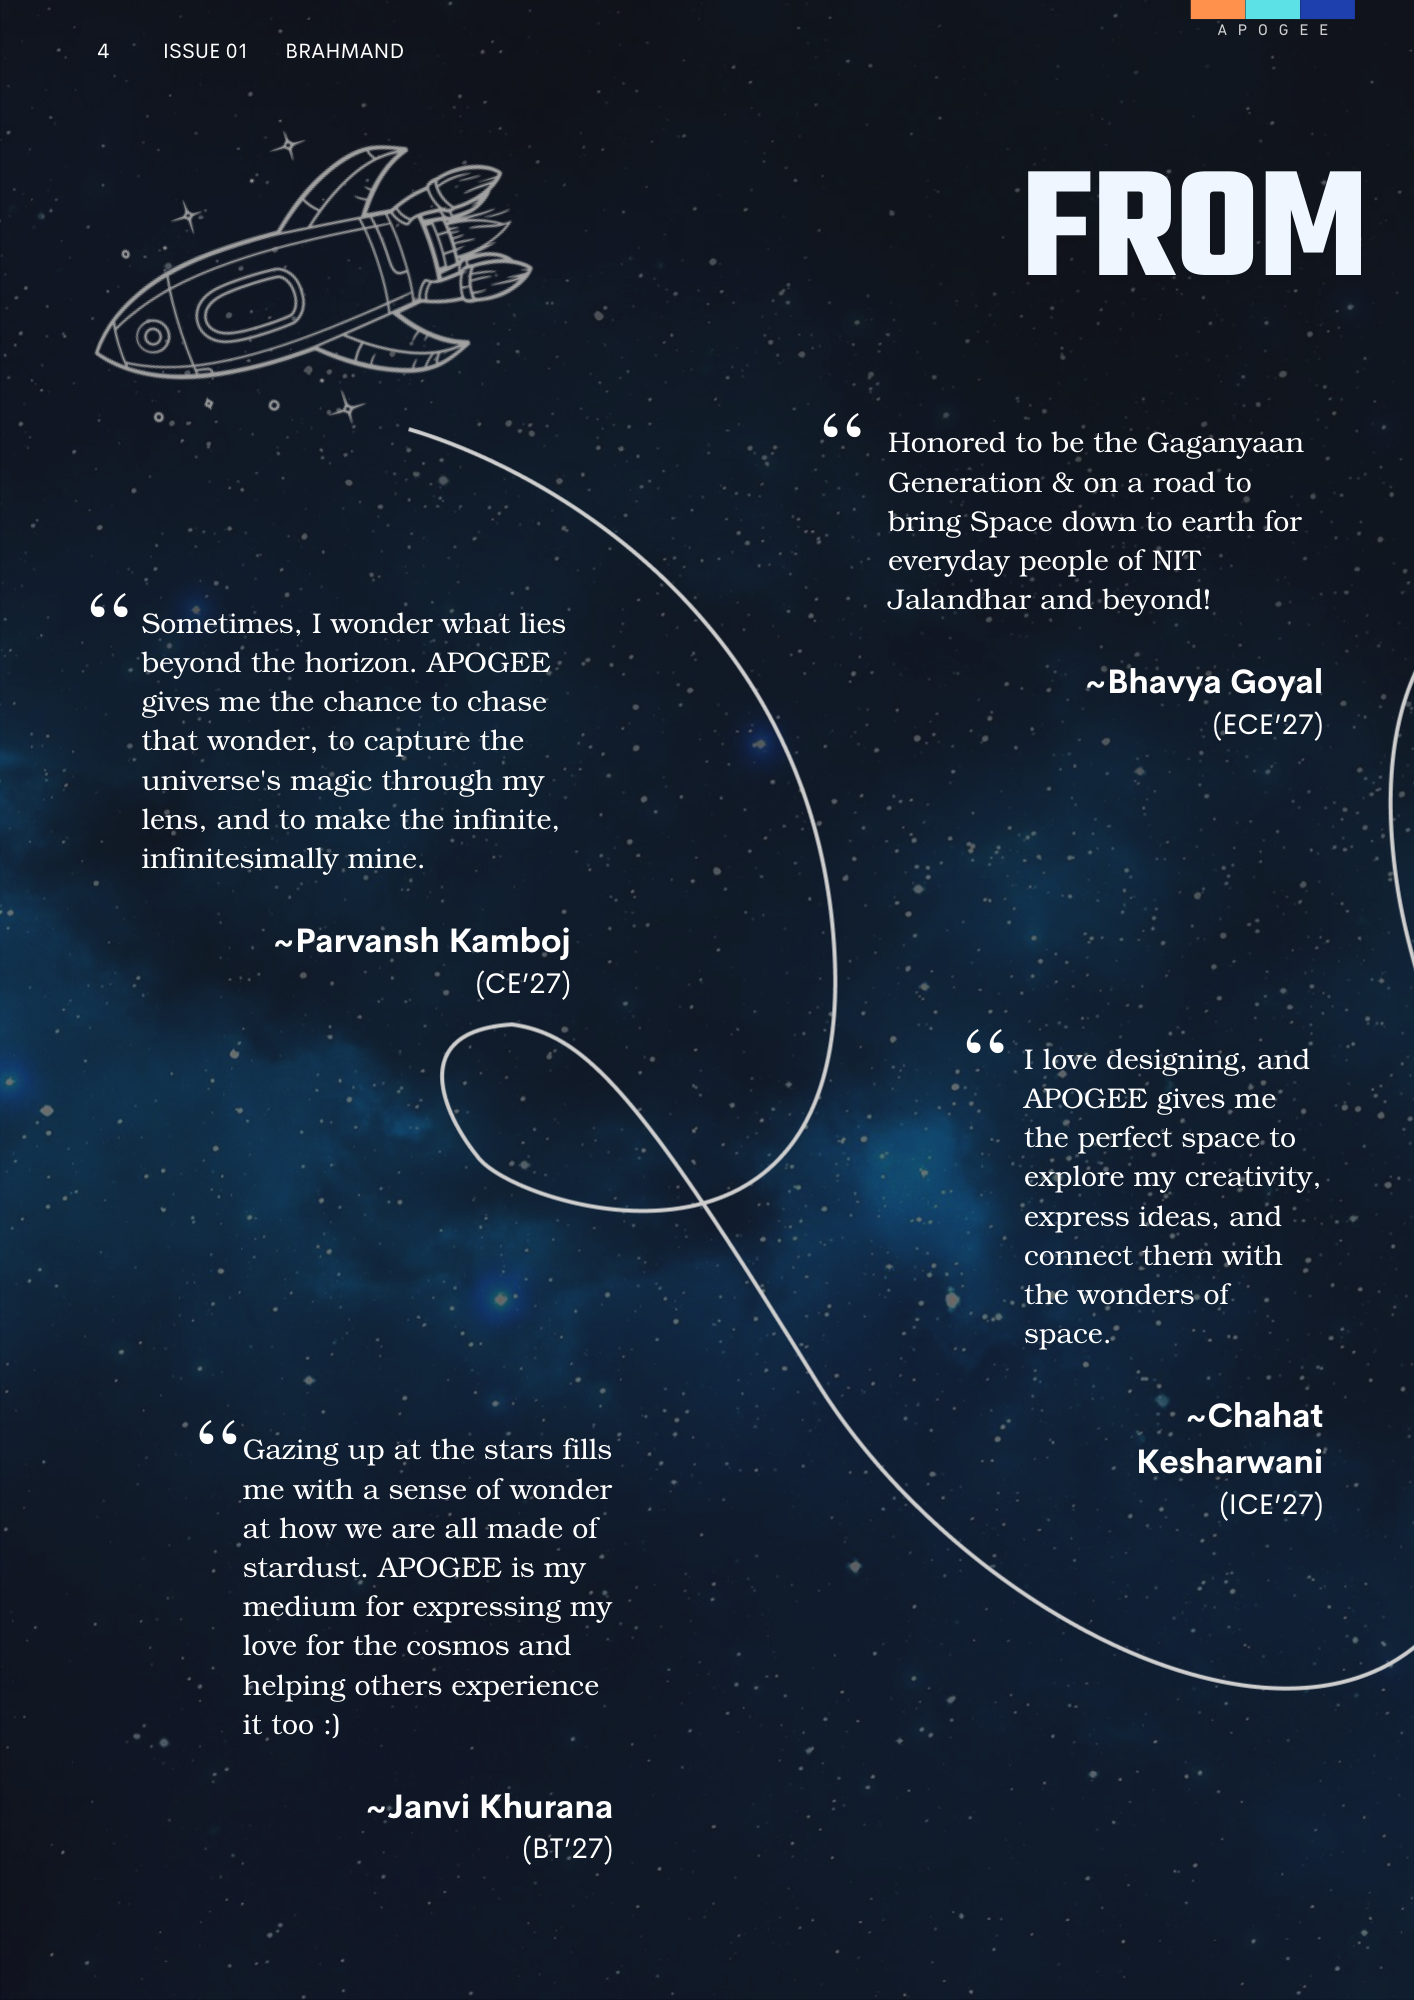 4 ISSUE 01 BRAHMAND
APOGEE
FROM
“ Honored to be the Gaganyaan
Generation & on a road to
bring Space down to earth for
everyday people of NIT
Jalandhar and beyond!
~Bhavya Goyal
(ECE’27)
“ Sometimes, I wonder what lies
beyond the horizon. APOGEE
gives me the chance to chase
that wonder, to capture the
universe's magic through my
lens, and to make the infinite,
infinitesimally mine.
~Parvansh Kamboj
(CE’27)
“ I love designing, and
APOGEE gives me
the perfect space to
explore my creativity,
express ideas, and
connect them with
the wonders of
space.
~Chahat
Kesharwani
(ICE’27)
“ Gazing up at the stars fills
me with a sense of wonder
at how we are all made of
stardust. APOGEE is my
medium for expressing my
love for the cosmos and
helping others experience
it too :)
~Janvi Khurana
(BT’27)